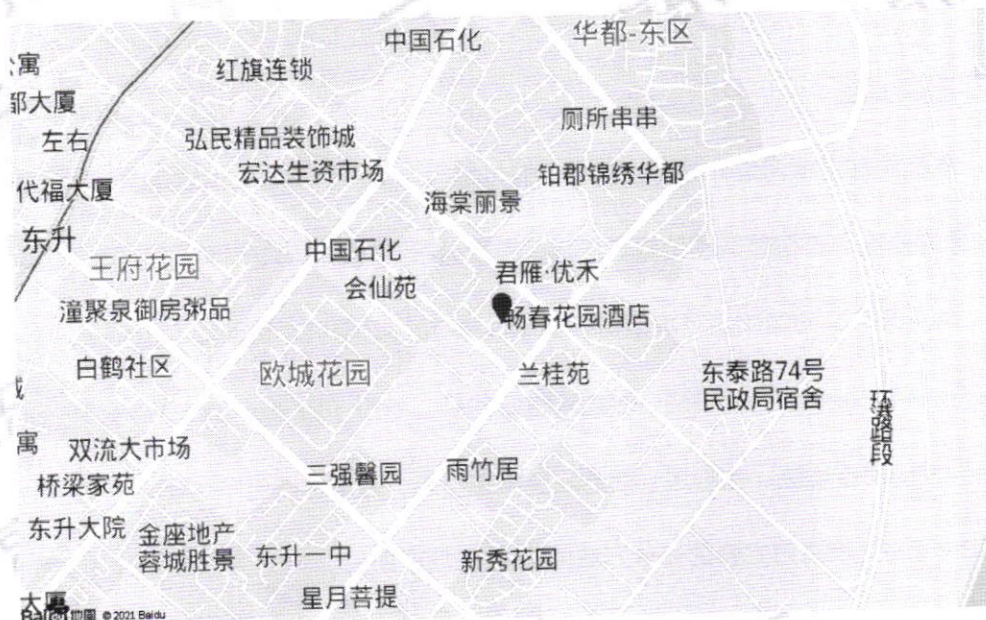 中国石化
华都-东区
寓
红旗连锁
都大厦
厕所串串
左右
弘民精品装饰城
宏达生资市场
铂郡锦绣华都
代福大厦
海棠丽景
东升
中国石化
王府花园
君雁·优禾
会仙苑
潼聚泉御房粥品
畅春花园酒店
白鹤社区
欧城花园
兰桂苑
东泰路74号
民政局宿舍
环港路段
寓
双流大市场
三强馨园
雨竹居
桥梁家苑
东升大院
金座地产
蓉城胜景
东升一中
新秀花园
星月菩提
大厦
Bai 地图 © 2021 Baidu